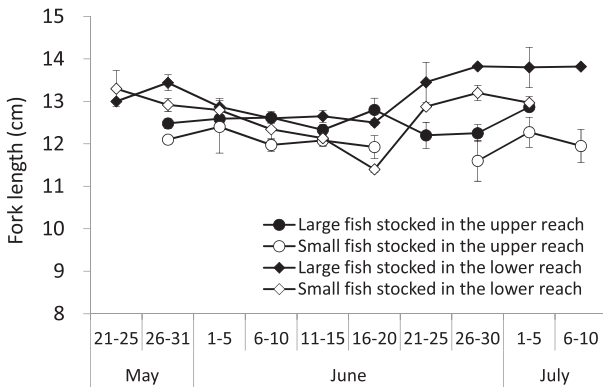 15
14
13
12
11
10
9
8
Fork length (cm)
Large fish stocked in the upper reach
Small fish stocked in the upper reach
Large fish stocked in the lower reach
Small fish stocked in the lower reach
21-25 26-31 1-5 6-10 11-15 16-20 21-25 26-30 1-5 6-10
May June July